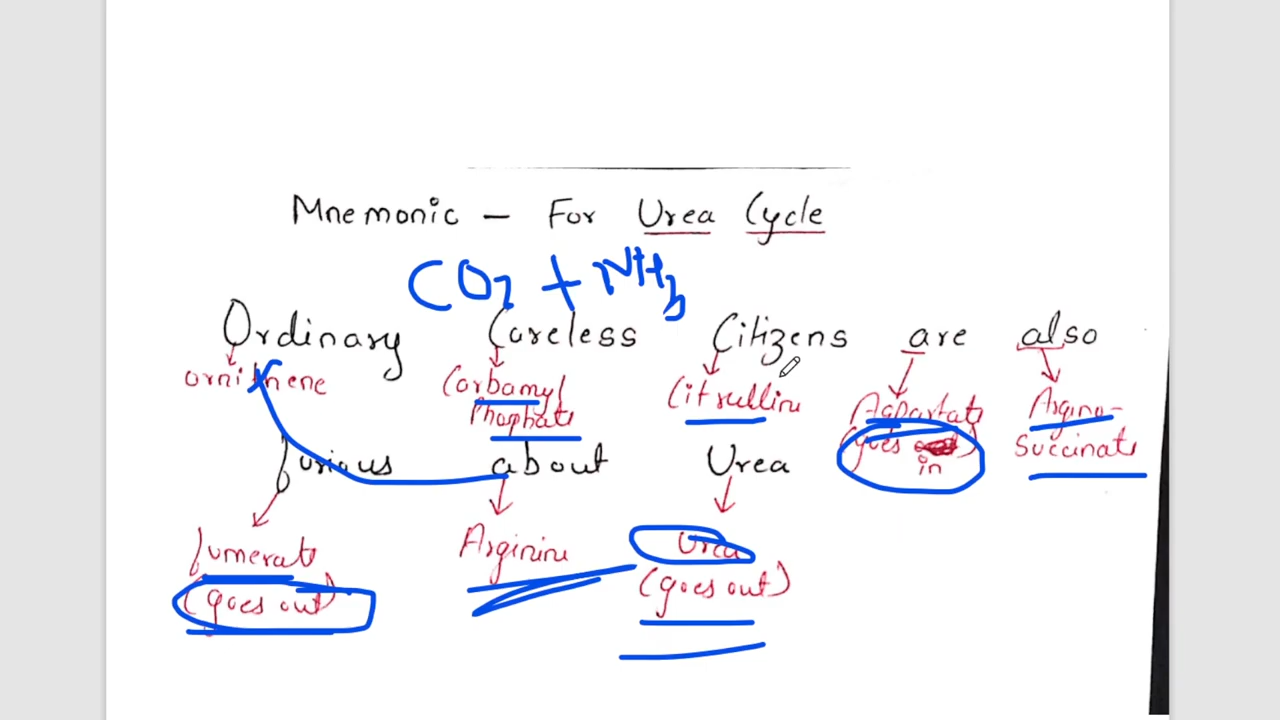 Mnemonic - For Urea Cycle
CO2 + NH3
Ordinary Careless Citizens are also
ornithnene Carbamyl Citrulline Aspartate Argino-
Phosphate (goes in) Succinate
furious about Urea
fumerate Arginine Urea
(goes out) (goes out)